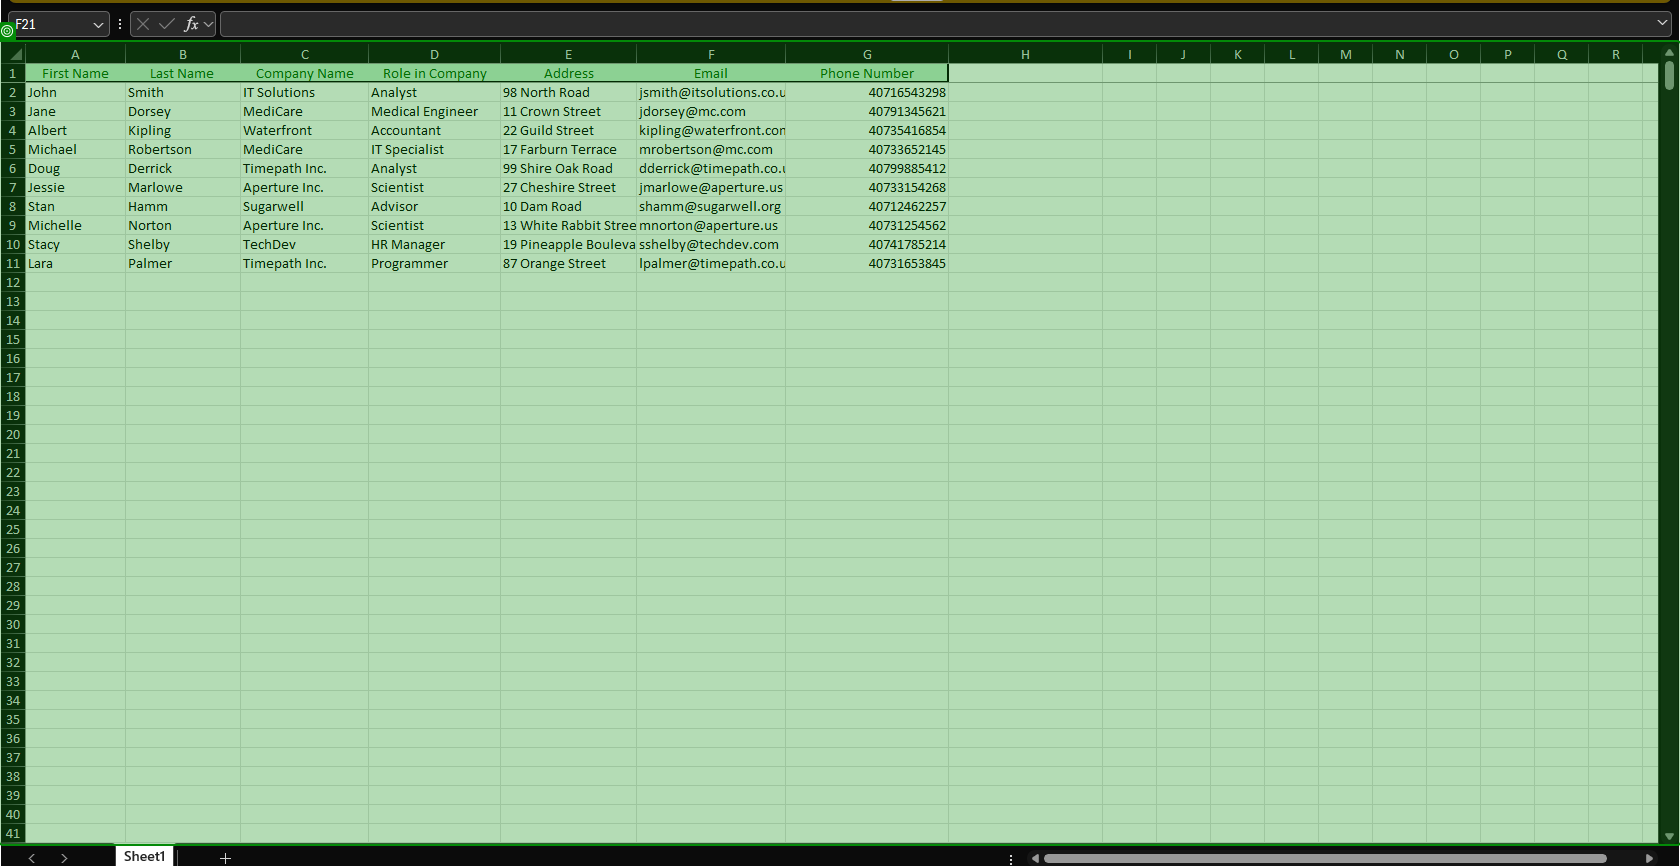 F21
fx
A B C D E F G H I J K L M N O P Q R
1 First Name Last Name Company Name Role in Company Address Email Phone Number
2 John Smith IT Solutions Analyst 98 North Road jsmith@itsolutions.co.u 40716543298
3 Jane Dorsey MediCare Medical Engineer 11 Crown Street jdorsey@mc.com 40791345621
4 Albert Kipling Waterfront Accountant 22 Guild Street kipling@waterfront.con 40735416854
5 Michael Robertson MediCare IT Specialist 17 Farburn Terrace mrobertson@mc.com 40733652145
6 Doug Derrick Timepath Inc. Analyst 99 Shire Oak Road dderrick@timepath.co.u 40799885412
7 Jessie Marlowe Aperture Inc. Scientist 27 Cheshire Street jmarlowe@aperture.us 40733154268
8 Stan Hamm Sugarwell Advisor 10 Dam Road shamm@sugarwell.org 40712462257
9 Michelle Norton Aperture Inc. Scientist 13 White Rabbit Stree mnorton@aperture.us 40731254562
10 Stacy Shelby TechDev HR Manager 19 Pineapple Bouleva sshelby@techdev.com 40741785214
11 Lara Palmer Timepath Inc. Programmer 87 Orange Street lpalmer@timepath.co.u 40731653845
12
13
14
15
16
17
18
19
20
21
22
23
24
25
26
27
28
29
30
31
32
33
34
35
36
37
38
39
40
41
Sheet1